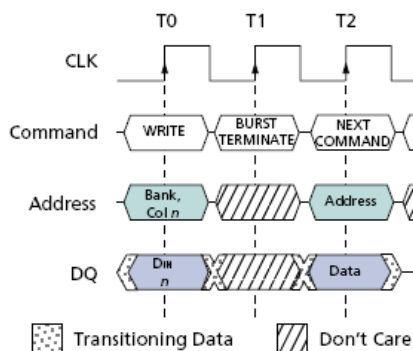 T0 T1 T2
CLK
Command WRITE BURST TERMINATE NEXT COMMAND
Address Bank, Col n Address
DQ DIN n Data
Transitioning Data Don't Care